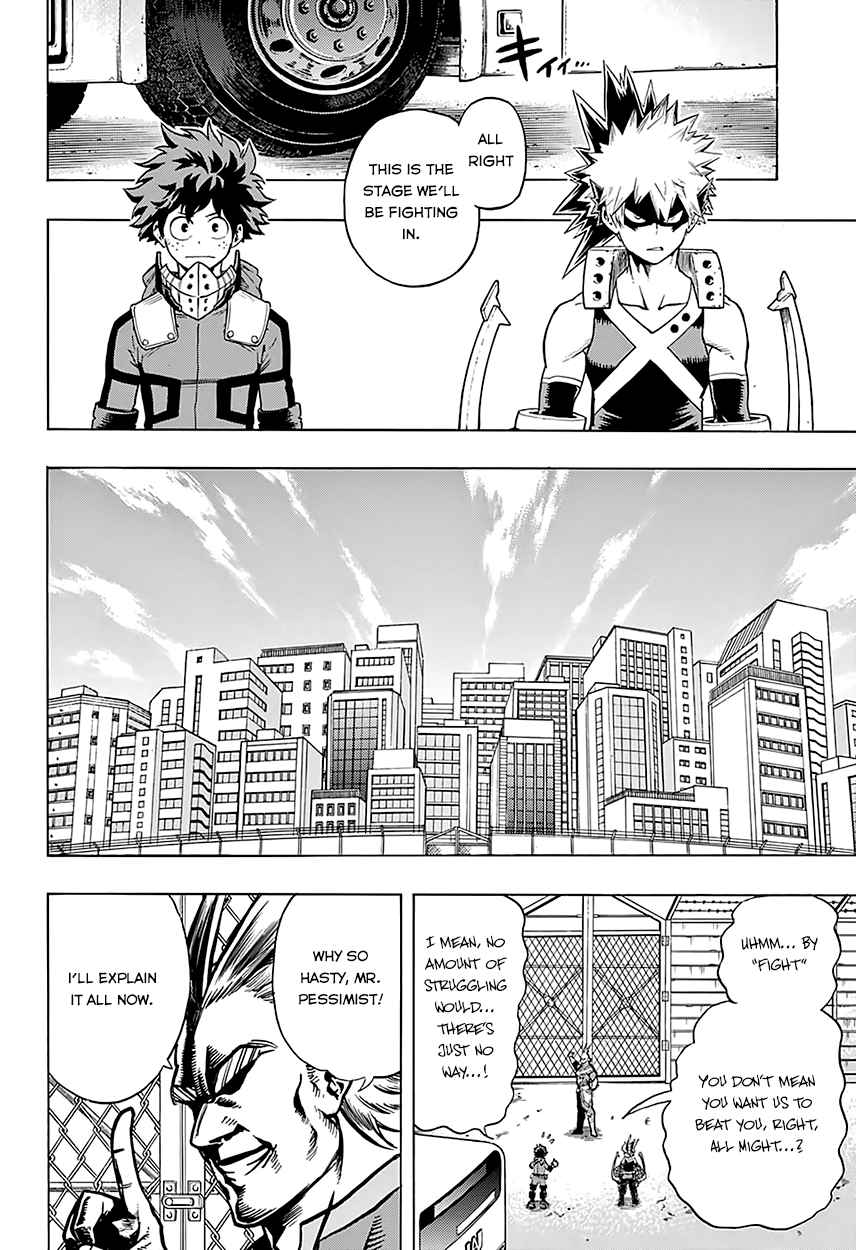 キィィ…
ALL
RIGHT
THIS IS THE
STAGE WE'LL
BE FIGHTING
IN.
UHMM... BY
"FIGHT"
YOU DON'T MEAN
YOU WANT US TO
BEAT YOU, RIGHT,
ALL MIGHT...?
I MEAN, NO
AMOUNT OF
STRUGGLING
WOULD...
THERE'S
JUST NO
WAY...!
WHY SO
HASTY, MR.
PESSIMIST!
I'LL EXPLAIN
IT ALL NOW.